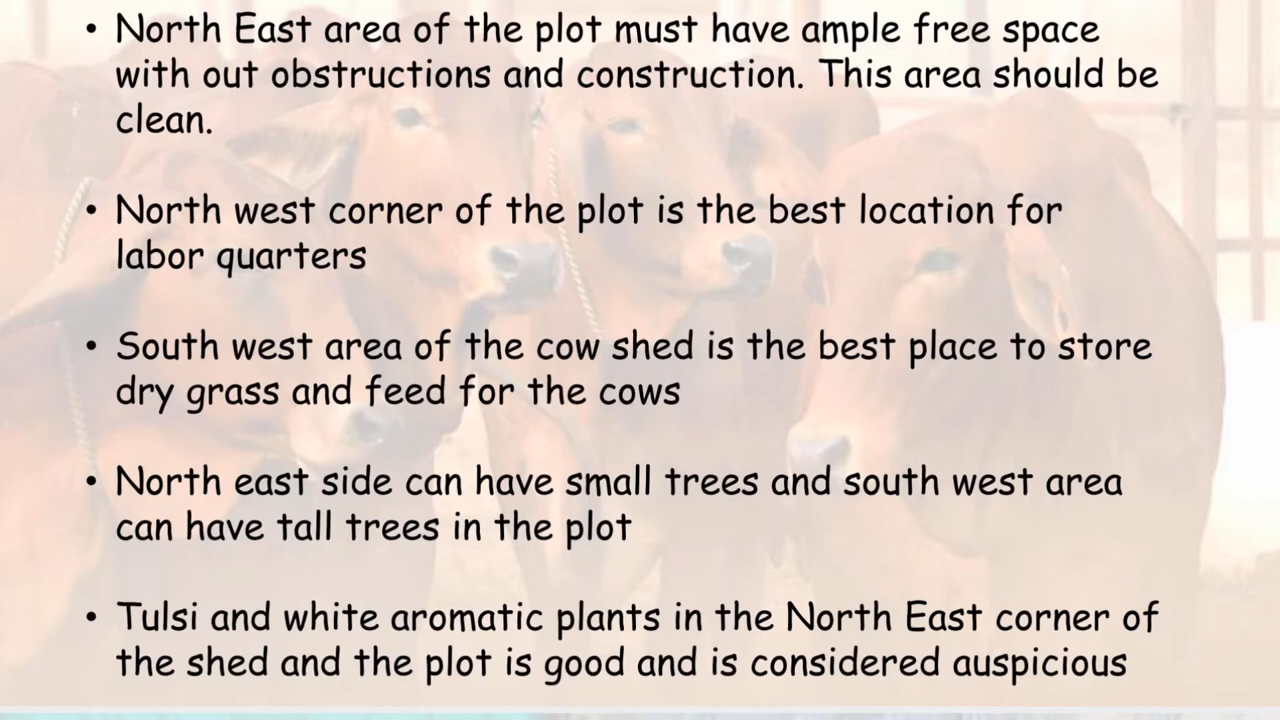 • North East area of the plot must have ample free space
with out obstructions and construction. This area should be
clean.
• North west corner of the plot is the best location for
labor quarters
• South west area of the cow shed is the best place to store
dry grass and feed for the cows
• North east side can have small trees and south west area
can have tall trees in the plot
• Tulsi and white aromatic plants in the North East corner of
the shed and the plot is good and is considered auspicious